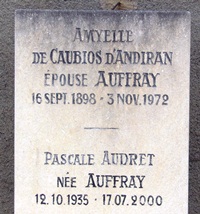 AMYELLE
DE CAUBIOS D'ANDIRAN
ÉPOUSE AUFFRAY
16 SEPT. 1898 - 3 NOV. 1972
PASCALE AUDRET
NÉE AUFFRAY
12.10 1935 - 17.07.2000